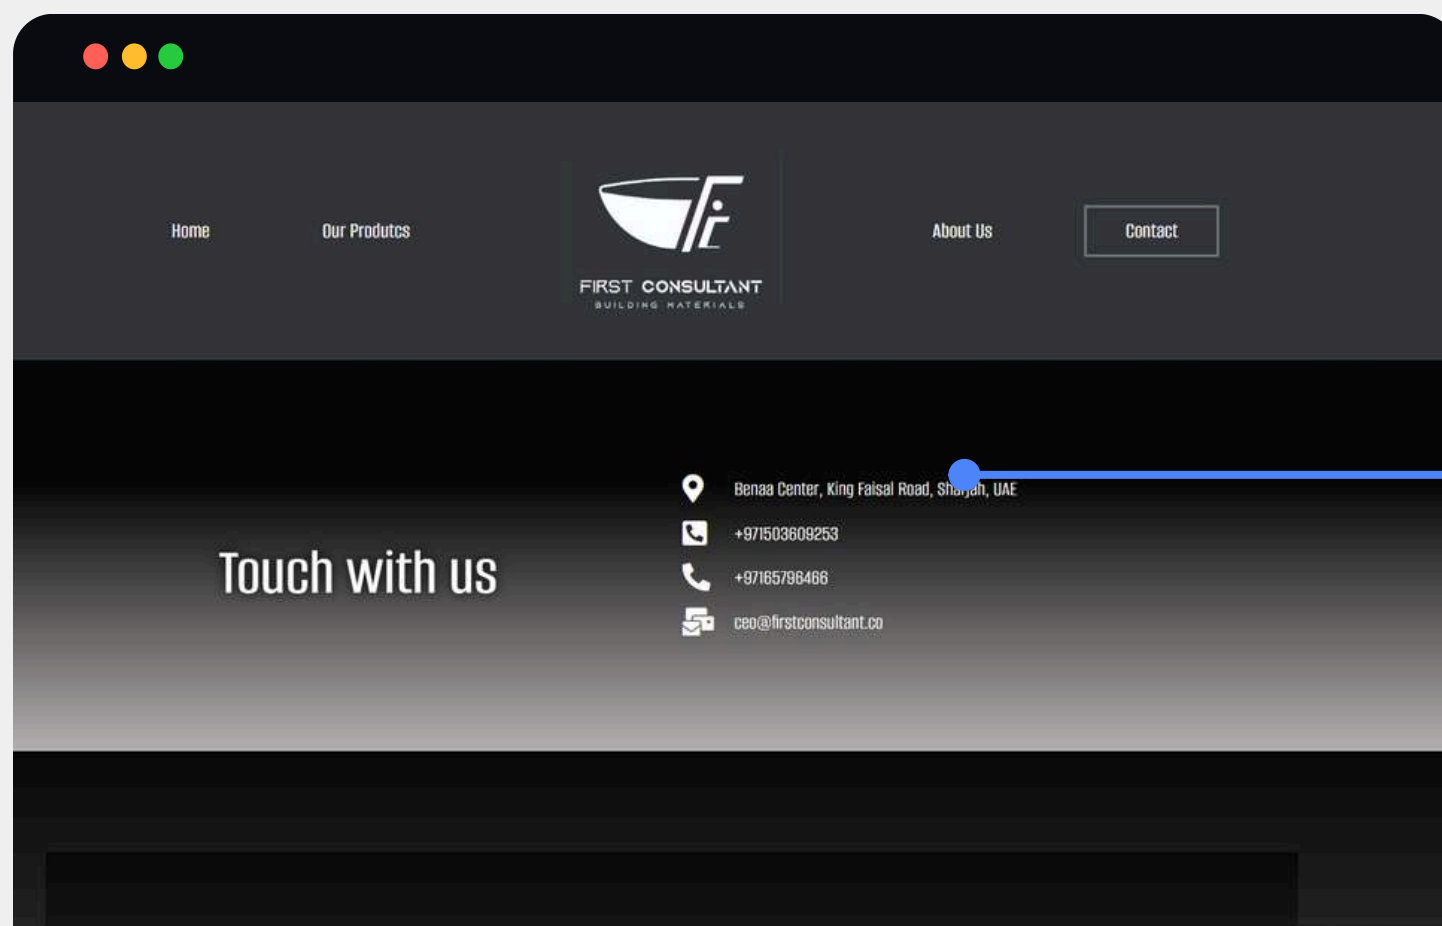 Home
Our Produtcs
FIRST CONSULTANT
BUILDING MATERIALS
About Us
Contact
Touch with us
Benaa Center, King Faisal Road, Sharjah, UAE
+971503609253
+97165796466
ceo@firstconsultant.co